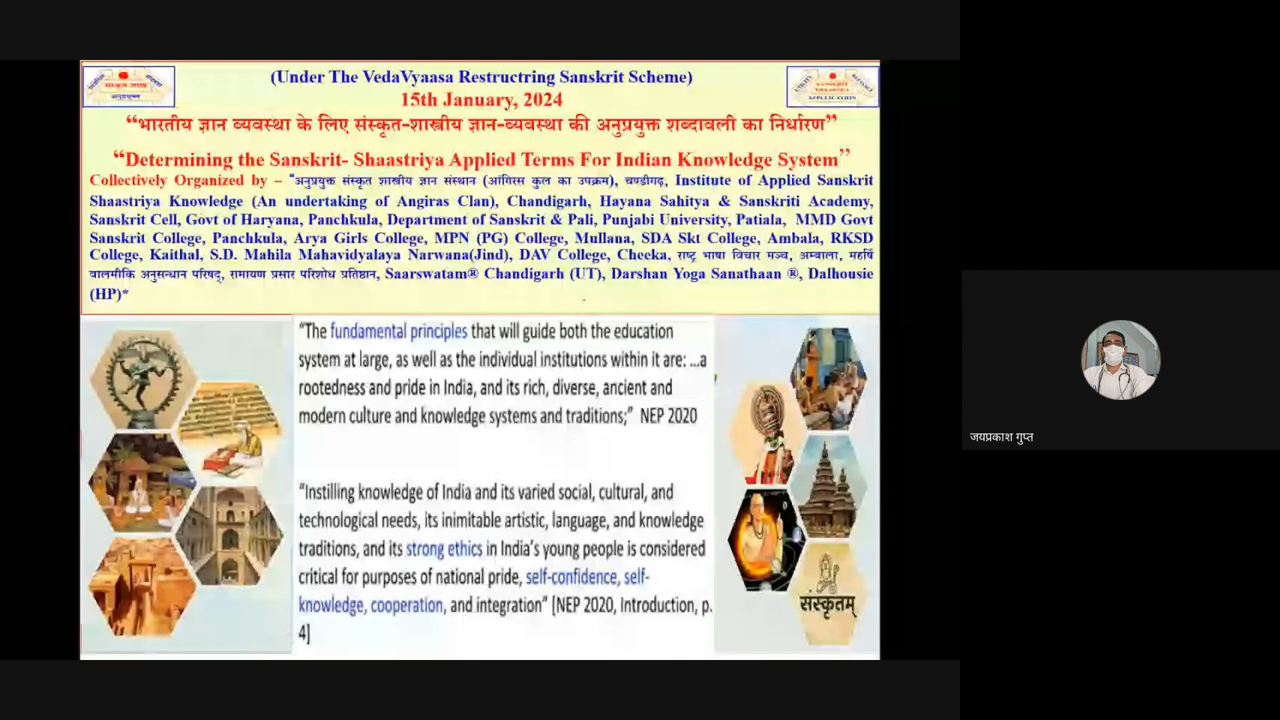 (Under The VedaVyaasa Restructring Sanskrit Scheme)
15th January, 2024
“भारतीय ज्ञान व्यवस्था के लिए संस्कृत-शास्त्रीय ज्ञान-व्यवस्था की अनुप्रयुक्त शब्दावली का निर्धारण”
“Determining the Sanskrit- Shaastriya Applied Terms For Indian Knowledge System”
Collectively Organized by – “अनुप्रयुक्त संस्कृत शास्त्रीय ज्ञान संस्थान (आंगिरस कुल का उपक्रम), चण्डीगढ़, Institute of Applied Sanskrit
Shaastriya Knowledge (An undertaking of Angiras Clan), Chandigarh, Hayana Sahitya & Sanskriti Academy,
Sanskrit Cell, Govt of Haryana, Panchkula, Department of Sanskrit & Pali, Punjabi University, Patiala, MMD Govt
Sanskrit College, Panchkula, Arya Girls College, MPN (PG) College, Mullana, SDA Skt College, Ambala, RKSD
College, Kaithal, S.D. Mahila Mahavidyalaya Narwana(Jind), DAV College, Cheeka, राष्ट्र भाषा विचार मञ्च, अम्बाला, महर्षि
वाल्मीकि अनुसन्धान परिषद्, रामायण प्रसार परिशोध प्रतिष्ठान, Saarswatam® Chandigarh (UT), Darshan Yoga Sanathaan ®, Dalhousie
(HP)*
“The fundamental principles that will guide both the education
system at large, as well as the individual institutions within it are: ...a
rootedness and pride in India, and its rich, diverse, ancient and
modern culture and knowledge systems and traditions;” NEP 2020
“Instilling knowledge of India and its varied social, cultural, and
technological needs, its inimitable artistic, language, and knowledge
traditions, and its strong ethics in India’s young people is considered
critical for purposes of national pride, self-confidence, self-
knowledge, cooperation, and integration” [NEP 2020, Introduction, p.
4]
संस्कृतम्
जयप्रकाश गुप्त